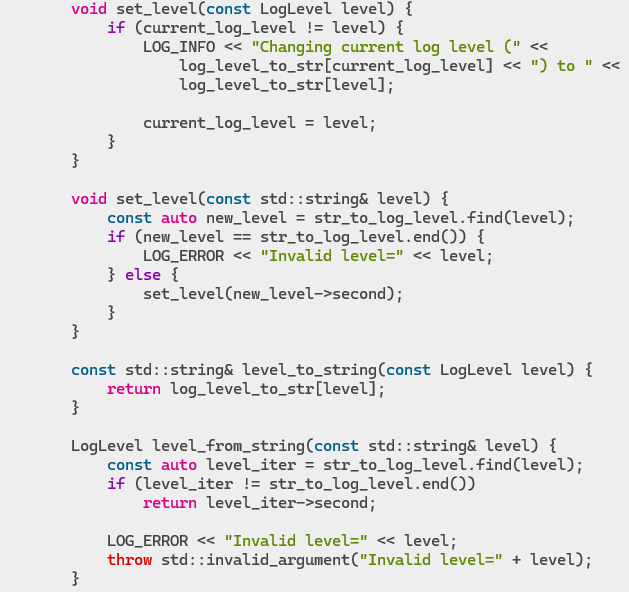 void set_level(const LogLevel level) {
    if (current_log_level != level) {
        LOG_INFO << "Changing current log level (" <<
            log_level_to_str[current_log_level] << ") to " <<
            log_level_to_str[level];

        current_log_level = level;
    }
}

void set_level(const std::string& level) {
    const auto new_level = str_to_log_level.find(level);
    if (new_level == str_to_log_level.end()) {
        LOG_ERROR << "Invalid level=" << level;
    } else {
        set_level(new_level->second);
    }
}

const std::string& level_to_string(const LogLevel level) {
    return log_level_to_str[level];
}

LogLevel level_from_string(const std::string& level) {
    const auto level_iter = str_to_log_level.find(level);
    if (level_iter != str_to_log_level.end())
        return level_iter->second;

    LOG_ERROR << "Invalid level=" << level;
    throw std::invalid_argument("Invalid level=" + level);
}